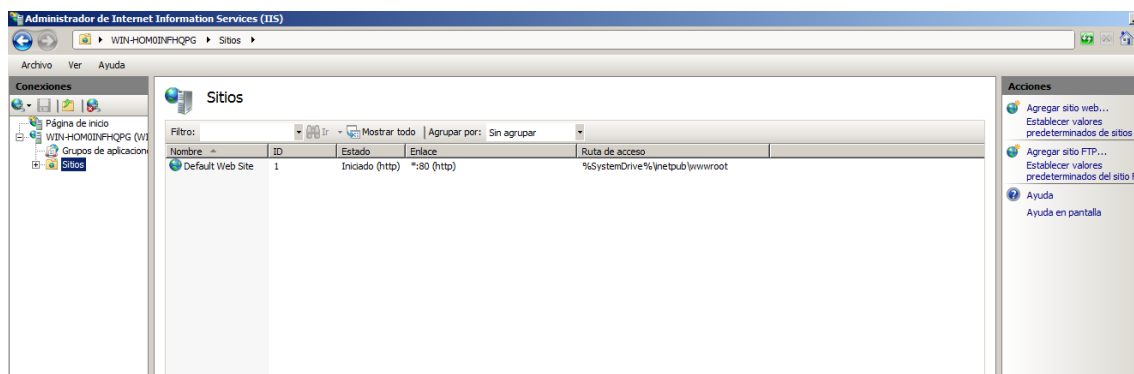 Administrador de Internet Information Services (IIS)
WIN-HOM0INFHQPG Sitios
Archivo Ver Ayuda
Conexiones
Página de inicio
WIN-HOM0INFHQPG (WI
Grupos de aplicacion
Sitios
Sitios
Filtro: Ir Mostrar todo Agrupar por: Sin agrupar
Nombre ID Estado Enlace Ruta de acceso
Default Web Site 1 Iniciado (http) *:80 (http) %SystemDrive%\inetpub\wwwroot
Acciones
Agregar sitio web...
Establecer valores
predeterminados de sitios
Agregar sitio FTP...
Establecer valores
predeterminados del sitio F
Ayuda
Ayuda en pantalla